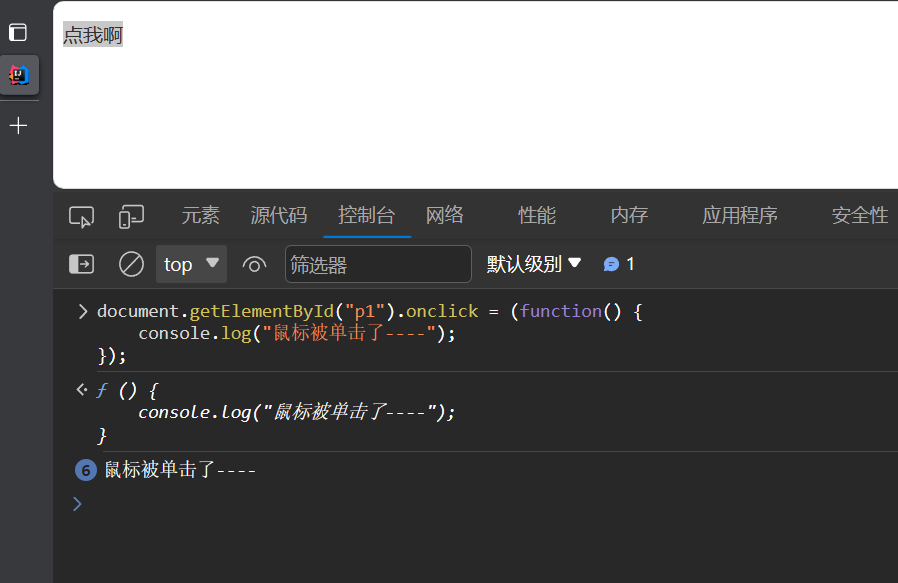 点我啊
元素 源代码 控制台 网络 性能 内存 应用程序 安全性
top 筛选器 默认级别 1
document.getElementById("p1").onclick = (function() {
console.log("鼠标被单击了----");
});
f () {
console.log("鼠标被单击了----");
}
6 鼠标被单击了----